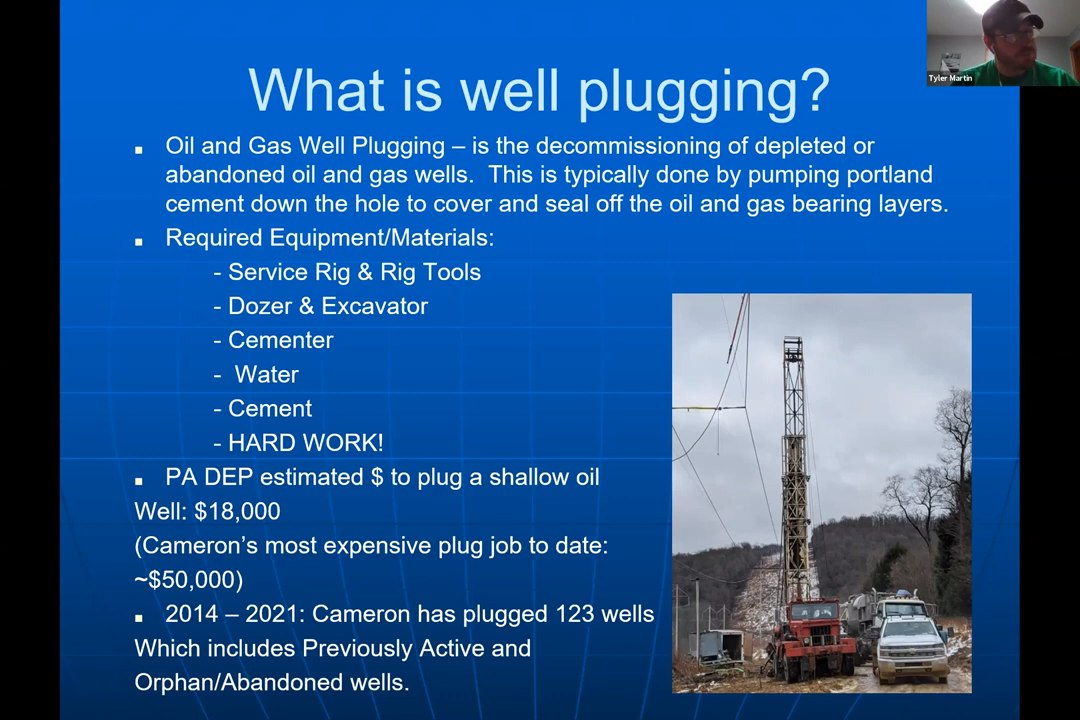 Tyler Martin
What is well plugging?
▪ Oil and Gas Well Plugging – is the decommissioning of depleted or
abandoned oil and gas wells. This is typically done by pumping portland
cement down the hole to cover and seal off the oil and gas bearing layers.
▪ Required Equipment/Materials:
- Service Rig & Rig Tools
- Dozer & Excavator
- Cementer
- Water
- Cement
- HARD WORK!
▪ PA DEP estimated $ to plug a shallow oil
Well: $18,000
(Cameron’s most expensive plug job to date:
~$50,000)
▪ 2014 – 2021: Cameron has plugged 123 wells
Which includes Previously Active and
Orphan/Abandoned wells.